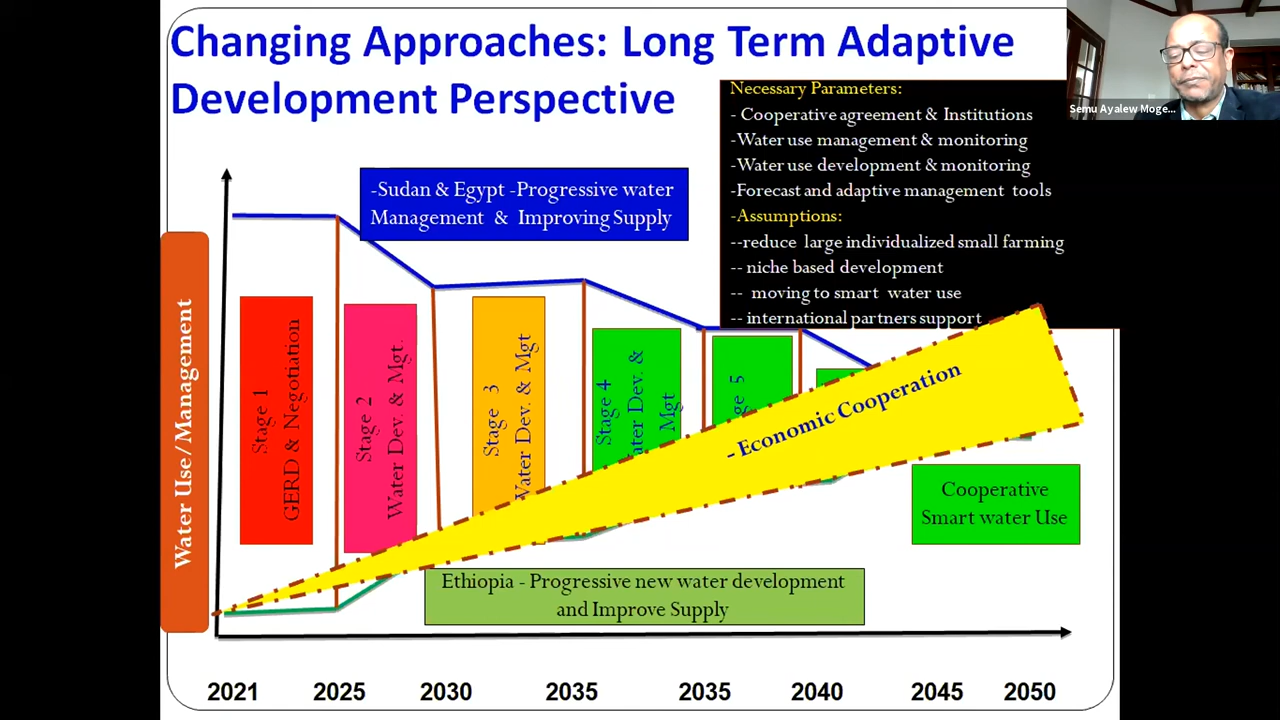 Changing Approaches: Long Term Adaptive
Development Perspective
Semu Ayalew Moge...
Necessary Parameters:
- Cooperative agreement & Institutions
-Water use management & monitoring
-Water use development & monitoring
-Forecast and adaptive management tools
-Assumptions:
--reduce large individualized small farming
-- niche based development
-- moving to smart water use
-- international partners support
-Sudan & Egypt -Progressive water
Management & Improving Supply
Water Use/Management
Stage 1
GERD & Negotiation
Stage 2
Water Dev. & Mgt.
Stage 3
Water Dev. & Mgt
Stage 4
ater Dev. &
Mgt
ge 5
- Economic Cooperation
Cooperative
Smart water Use
Ethiopia - Progressive new water development
and Improve Supply
2021 2025 2030 2035 2035 2040 2045 2050